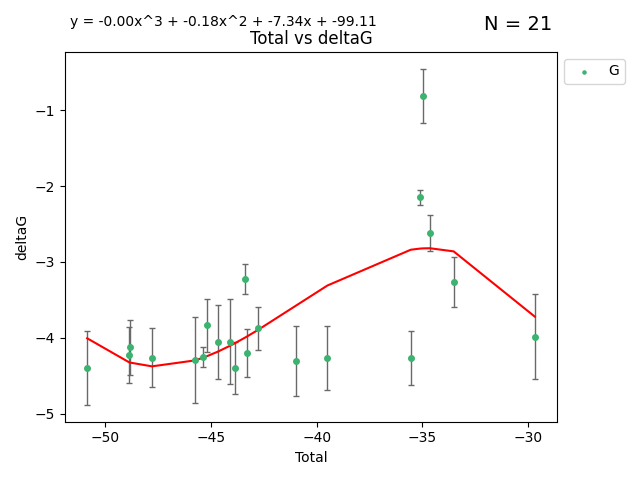 y = -0.00x^3 + -0.18x^2 + -7.34x + -99.11
N = 21
Total vs deltaG
G
−1
−2
−3
−4
−5
deltaG
−50
−45
−40
−35
−30
Total